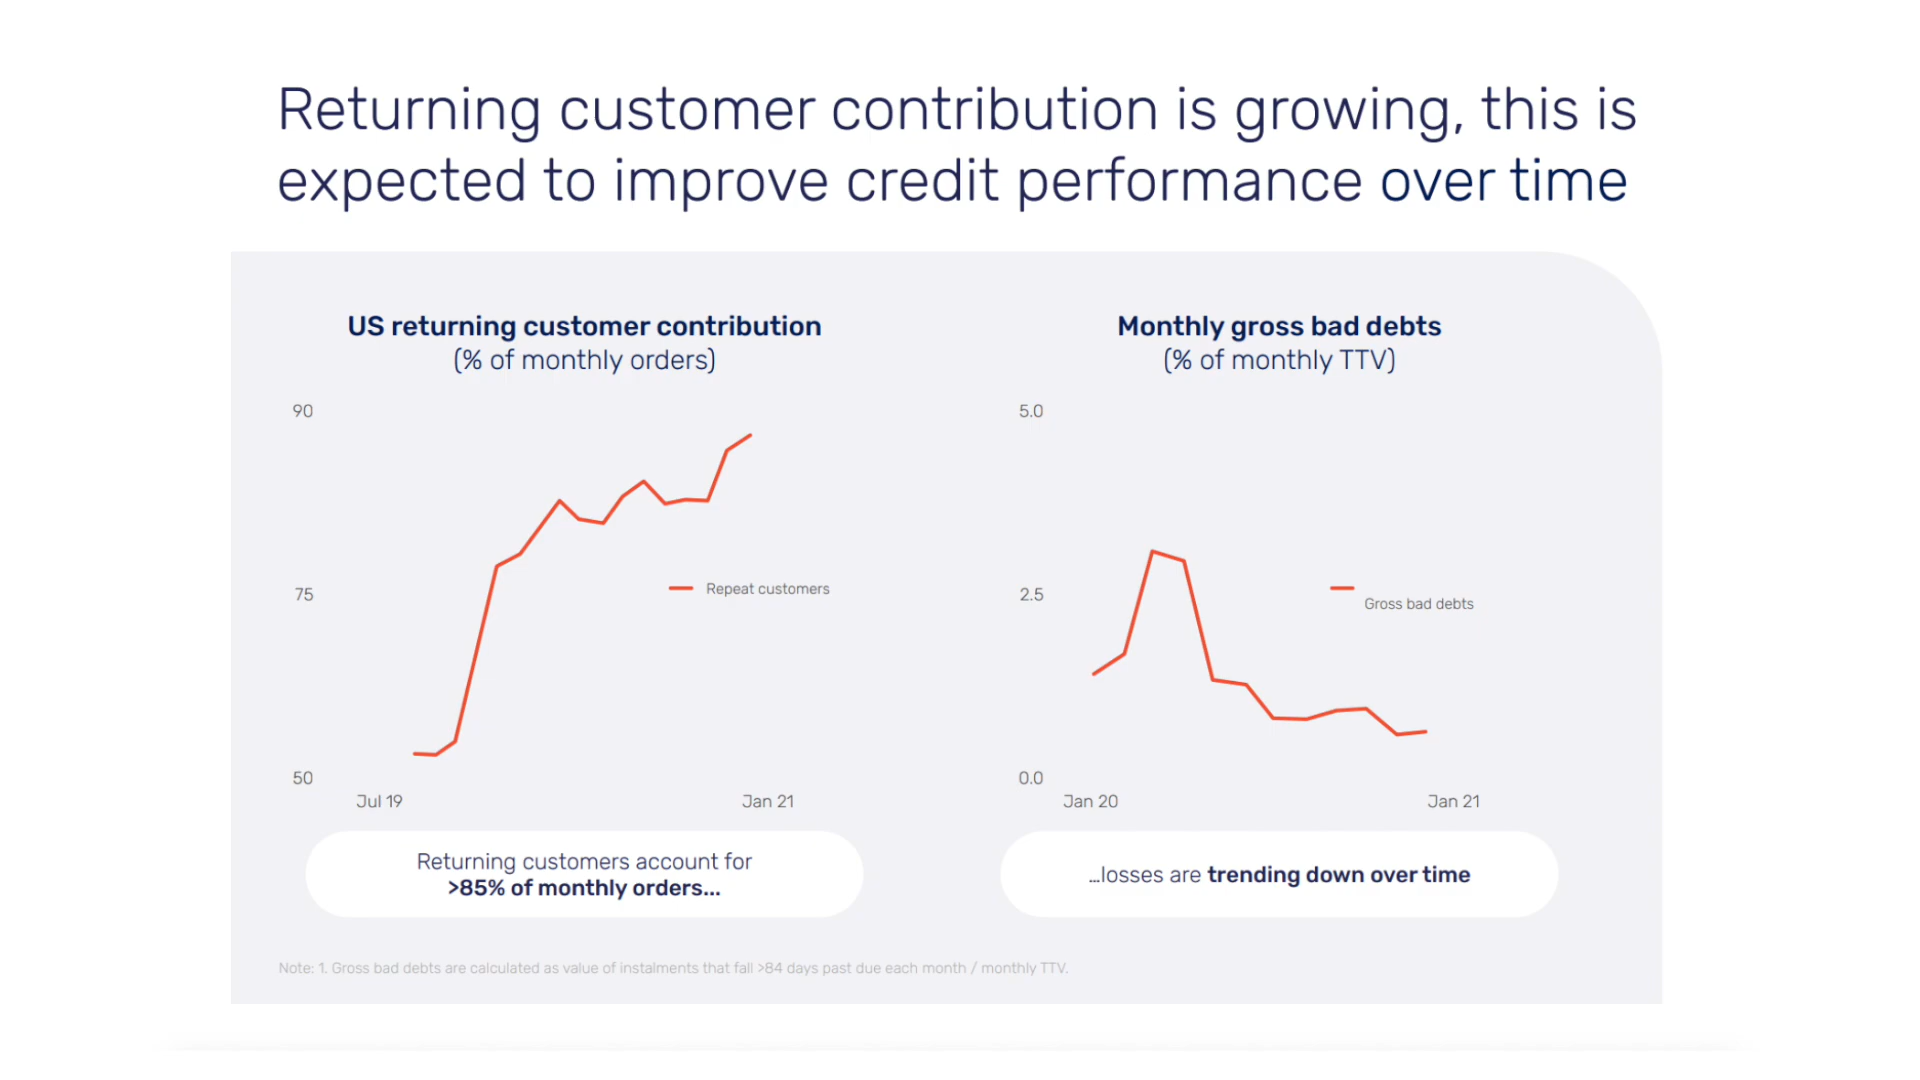 Returning customer contribution is growing, this is
expected to improve credit performance over time
US returning customer contribution
(% of monthly orders)
90
75
50
Jul 19
Jan 21
Repeat customers
Returning customers account for
>85% of monthly orders...
Monthly gross bad debts
(% of monthly TTV)
5.0
2.5
0.0
Jan 20
Jan 21
Gross bad debts
...losses are trending down over time
Note: 1. Gross bad debts are calculated as value of instalments that fall >84 days past due each month / monthly TTV.